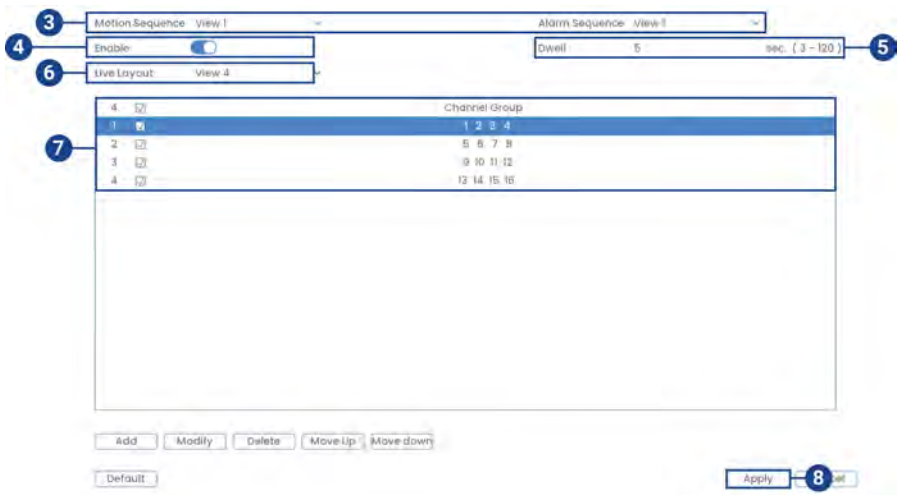 3 Motion Sequence View 1 Alarm Sequence View 1
4 Enable Dwell 5 sec. ( 3 - 120 ) 5
6 Live Layout View 4
4 Channel Group
1 1 2 3 4
7 2 5 6 7 8
3 9 10 11 12
4 13 14 15 16
Add Modify Delete Move Up Move down
Default Apply 8